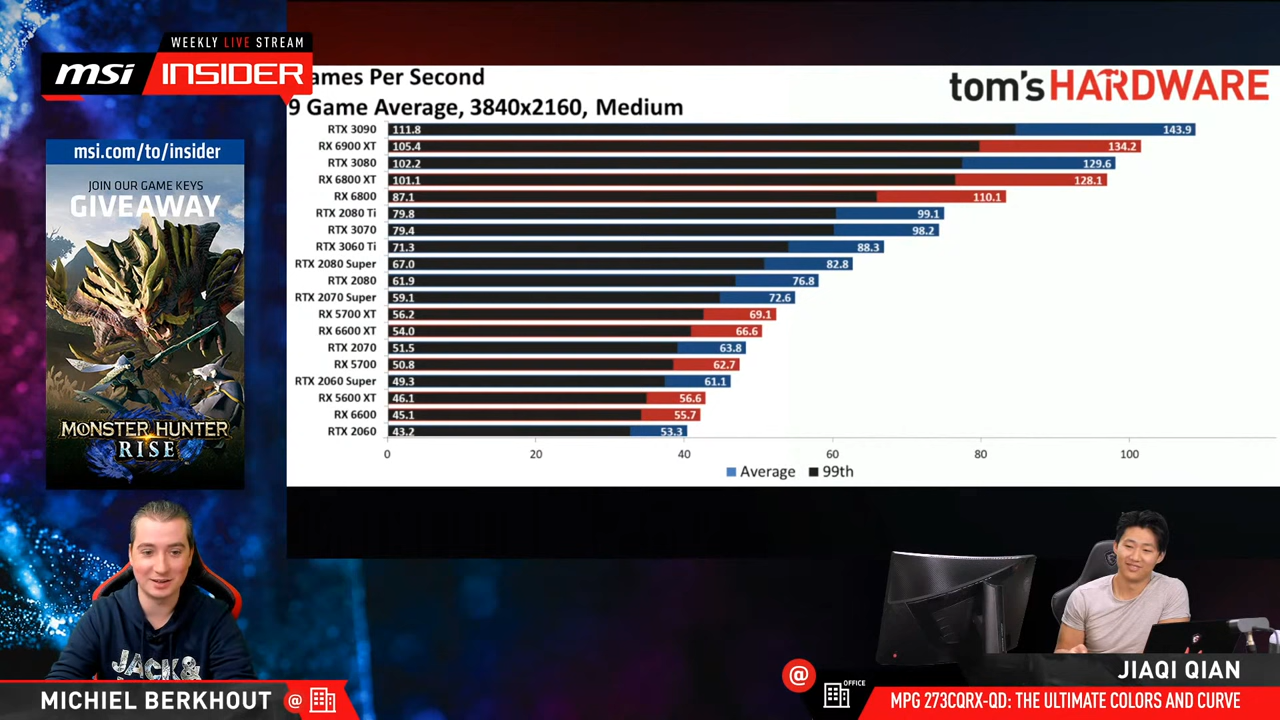 WEEKLY LIVE STREAM
msi INSIDER
msi.com/to/insider
JOIN OUR GAME KEYS
GIVEAWAY
MONSTER HUNTER
RISE
ames Per Second
9 Game Average, 3840x2160, Medium
tom's HARDWARE
RTX 3090 111.8 143.9
RX 6900 XT 105.4 134.2
RTX 3080 102.2 129.6
RX 6800 XT 101.1 128.1
RX 6800 87.1 110.1
RTX 2080 Ti 79.8 99.1
RTX 3070 79.4 98.2
RTX 3060 Ti 71.3 88.3
RTX 2080 Super 67.0 82.8
RTX 2080 61.9 76.8
RTX 2070 Super 59.1 72.6
RX 5700 XT 56.2 69.1
RX 6600 XT 54.0 66.6
RTX 2070 51.5 63.8
RX 5700 50.8 62.7
RTX 2060 Super 49.3 61.1
RX 5600 XT 46.1 56.6
RX 6600 45.1 55.7
RTX 2060 43.2 53.3
0 20 40 60 80 100
Average 99th
JACK&
MICHIEL BERKHOUT @
@ OFFICE
JIAQI QIAN
MPG 273CQRX-QD: THE ULTIMATE COLORS AND CURVE